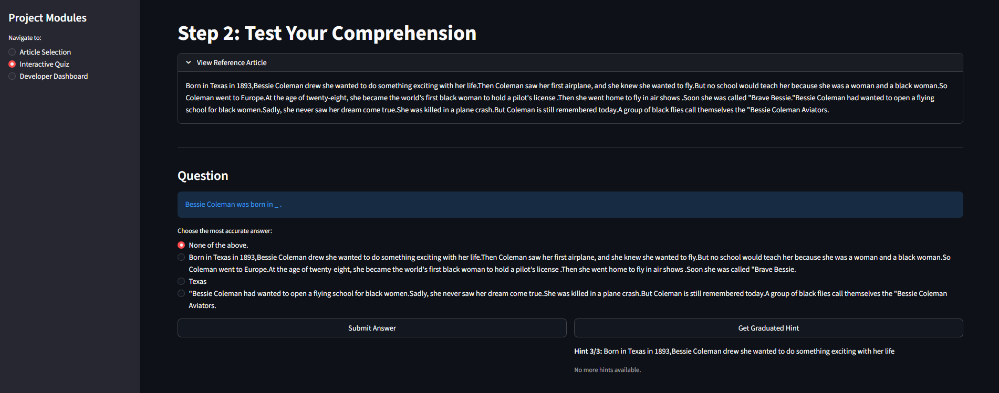 Project Modules
Navigate to:
Article Selection
Interactive Quiz
Developer Dashboard
Step 2: Test Your Comprehension
View Reference Article
Born in Texas in 1893,Bessie Coleman drew she wanted to do something exciting with her life.Then Coleman saw her first airplane, and she knew she wanted to fly.But no school would teach her because she was a woman and a black woman.So
Coleman went to Europe.At the age of twenty-eight, she became the world's first black woman to hold a pilot's license .Then she went home to fly in air shows .Soon she was called "Brave Bessie."Bessie Coleman had wanted to open a flying
school for black women.Sadly, she never saw her dream come true.She was killed in a plane crash.But Coleman is still remembered today.A group of black flies call themselves the "Bessie Coleman Aviators.
Question
Bessie Coleman was born in _ .
Choose the most accurate answer:
None of the above.
Born in Texas in 1893,Bessie Coleman drew she wanted to do something exciting with her life.Then Coleman saw her first airplane, and she knew she wanted to fly.But no school would teach her because she was a woman and a black woman.So
Coleman went to Europe.At the age of twenty-eight, she became the world's first black woman to hold a pilot's license .Then she went home to fly in air shows .Soon she was called "Brave Bessie.
Texas
"Bessie Coleman had wanted to open a flying school for black women.Sadly, she never saw her dream come true.She was killed in a plane crash.But Coleman is still remembered today.A group of black flies call themselves the "Bessie Coleman
Aviators.
Submit Answer
Get Graduated Hint
Hint 3/3: Born in Texas in 1893,Bessie Coleman drew she wanted to do something exciting with her life
No more hints available.